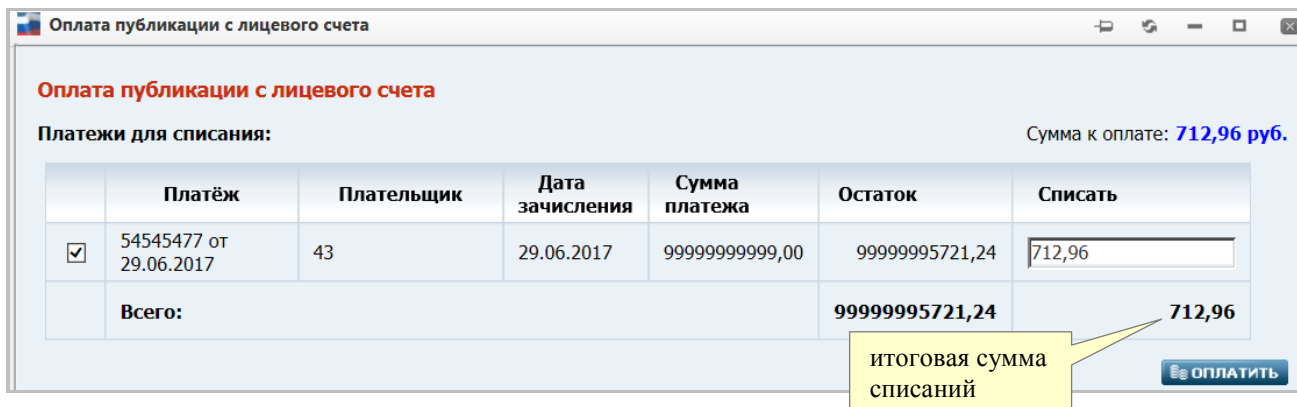 Оплата публикации с лицевого счета
Оплата публикации с лицевого счета
Платежи для списания: Сумма к оплате: 712,96 руб.
Платёж Плательщик Дата зачисления Сумма платежа Остаток Списать
54545477 от 29.06.2017 43 29.06.2017 99999999999,00 99999995721,24 712,96
Всего: 99999995721,24 712,96
итоговая сумма
списаний
ОПЛАТИТЬ